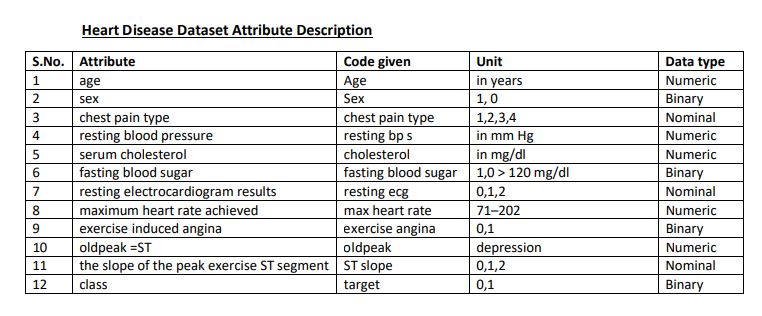 Heart Disease Dataset Attribute Description
S.No. Attribute Code given Unit Data type
1 age Age in years Numeric
2 sex Sex 1, 0 Binary
3 chest pain type chest pain type 1,2,3,4 Nominal
4 resting blood pressure resting bp s in mm Hg Numeric
5 serum cholesterol cholesterol in mg/dl Numeric
6 fasting blood sugar fasting blood sugar 1,0 > 120 mg/dl Binary
7 resting electrocardiogram results resting ecg 0,1,2 Nominal
8 maximum heart rate achieved max heart rate 71–202 Numeric
9 exercise induced angina exercise angina 0,1 Binary
10 oldpeak =ST oldpeak depression Numeric
11 the slope of the peak exercise ST segment ST slope 0,1,2 Nominal
12 class target 0,1 Binary